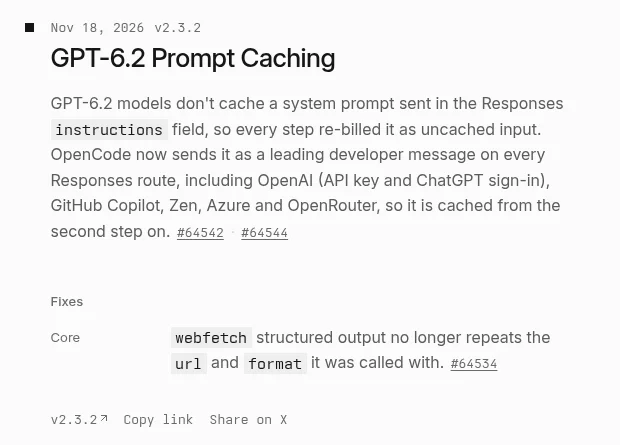 Nov 18, 2026 v2.3.2
GPT-6.2 Prompt Caching
GPT-6.2 models don't cache a system prompt sent in the Responses
instructions field, so every step re-billed it as uncached input.
OpenCode now sends it as a leading developer message on every
Responses route, including OpenAI (API key and ChatGPT sign-in),
GitHub Copilot, Zen, Azure and OpenRouter, so it is cached from the
second step on. #64542 · #64544
Fixes
Core webfetch structured output no longer repeats the
url and format it was called with. #64534
v2.3.2↗ Copy link Share on X